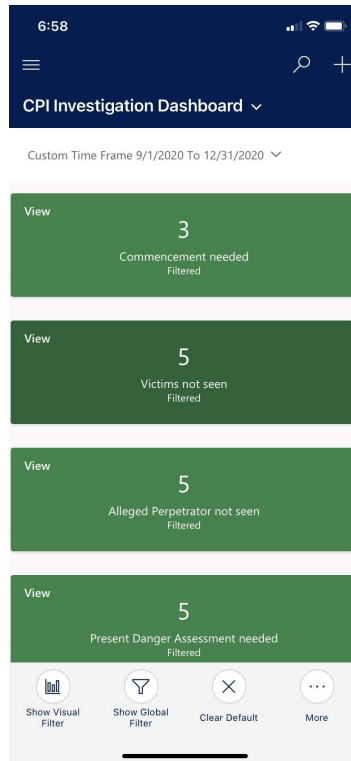 6:58
CPI Investigation Dashboard
Custom Time Frame 9/1/2020 To 12/31/2020
View
3
Commencement needed
Filtered
View
5
Victims not seen
Filtered
View
5
Alleged Perpetrator not seen
Filtered
View
5
Present Danger Assessment needed
Filtered
Show Visual
Filter
Show Global
Filter
Clear Default
More